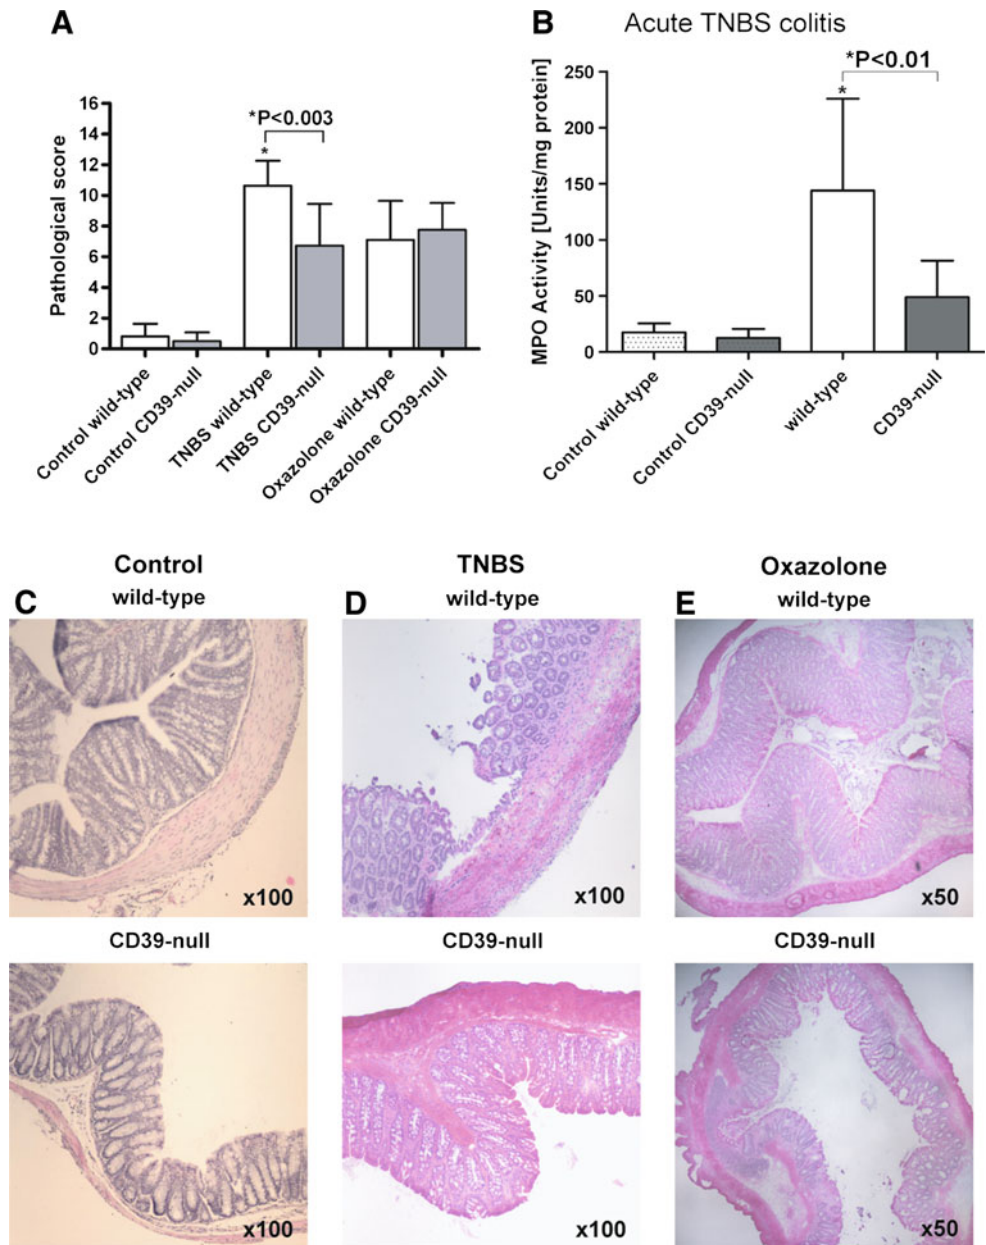 A
*P<0.003
*
Pathological score
16
14
12
10
8
6
4
2
0
Control wild-type
Control CD39-null
TNBS wild-type
TNBS CD39-null
Oxazolone wild-type
Oxazolone CD39-null
B
Acute TNBS colitis
*P<0.01
*
MPO Activity [Units/mg protein]
250
200
150
100
50
0
Control wild-type
Control CD39-null
wild-type
CD39-null
Control
C
wild-type
x100
CD39-null
x100
TNBS
D
wild-type
x100
CD39-null
x100
Oxazolone
E
wild-type
x50
CD39-null
x50